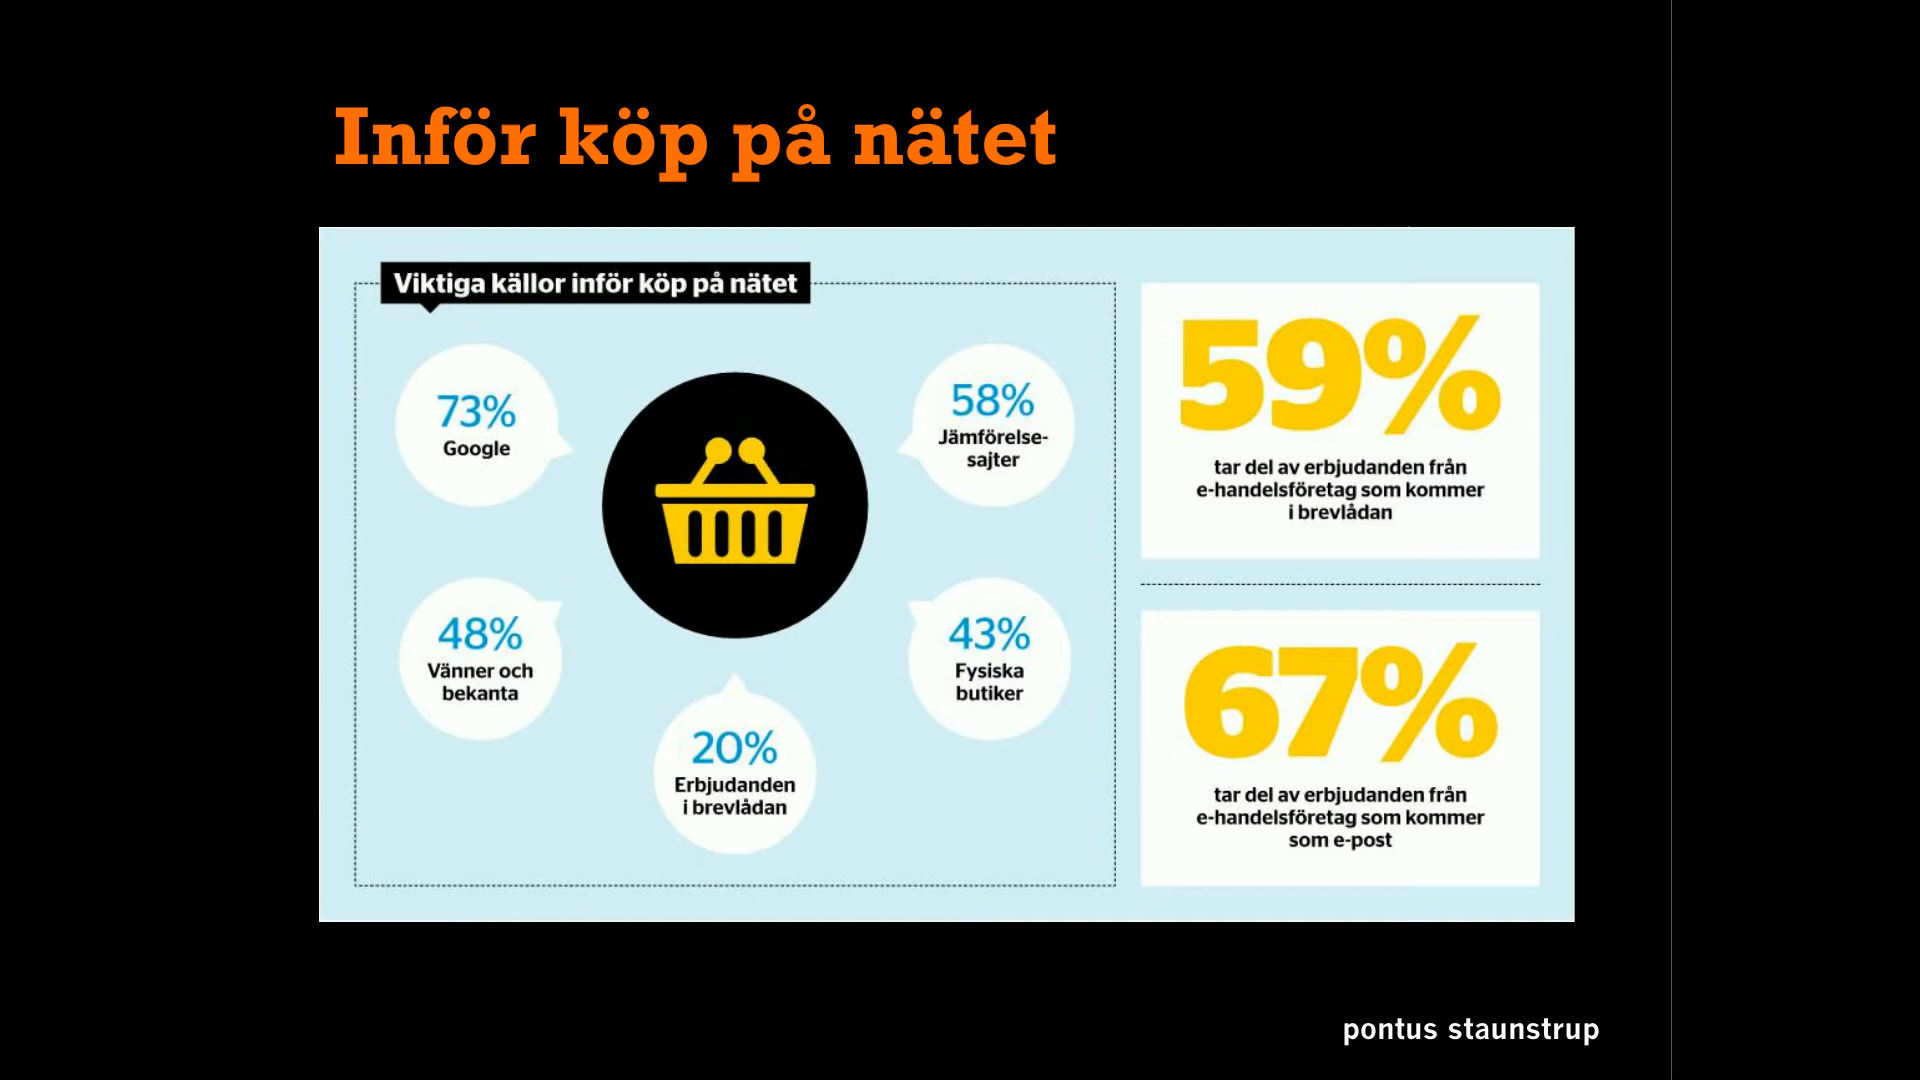 Inför köp på nätet
Viktiga källor inför köp på nätet
73%
Google
58%
Jämförelse-
sajter
48%
Vänner och
bekanta
43%
Fysiska
butiker
20%
Erbjudanden
i brevlådan
59%
tar del av erbjudanden från
e-handelsföretag som kommer
i brevlådan
67%
tar del av erbjudanden från
e-handelsföretag som kommer
som e-post
pontus staunstrup